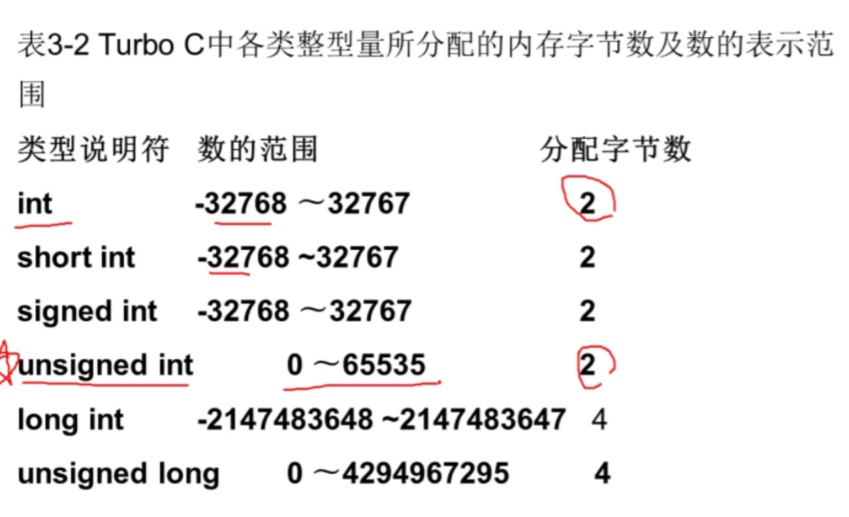 表3-2 Turbo C中各类整型量所分配的内存字节数及数的表示范
围
类型说明符 数的范围 分配字节数
int -32768 ～32767 2
short int -32768 ~32767 2
signed int -32768 ～32767 2
unsigned int 0 ～65535 2
long int -2147483648 ~2147483647 4
unsigned long 0 ～4294967295 4